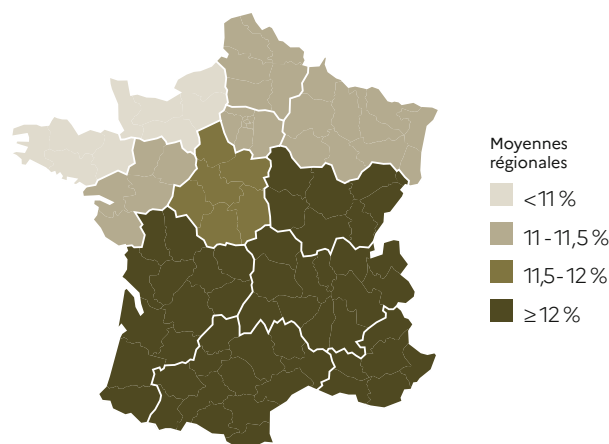 Moyennes
régionales
<11 %
11 - 11,5 %
11,5 - 12 %
≥ 12 %